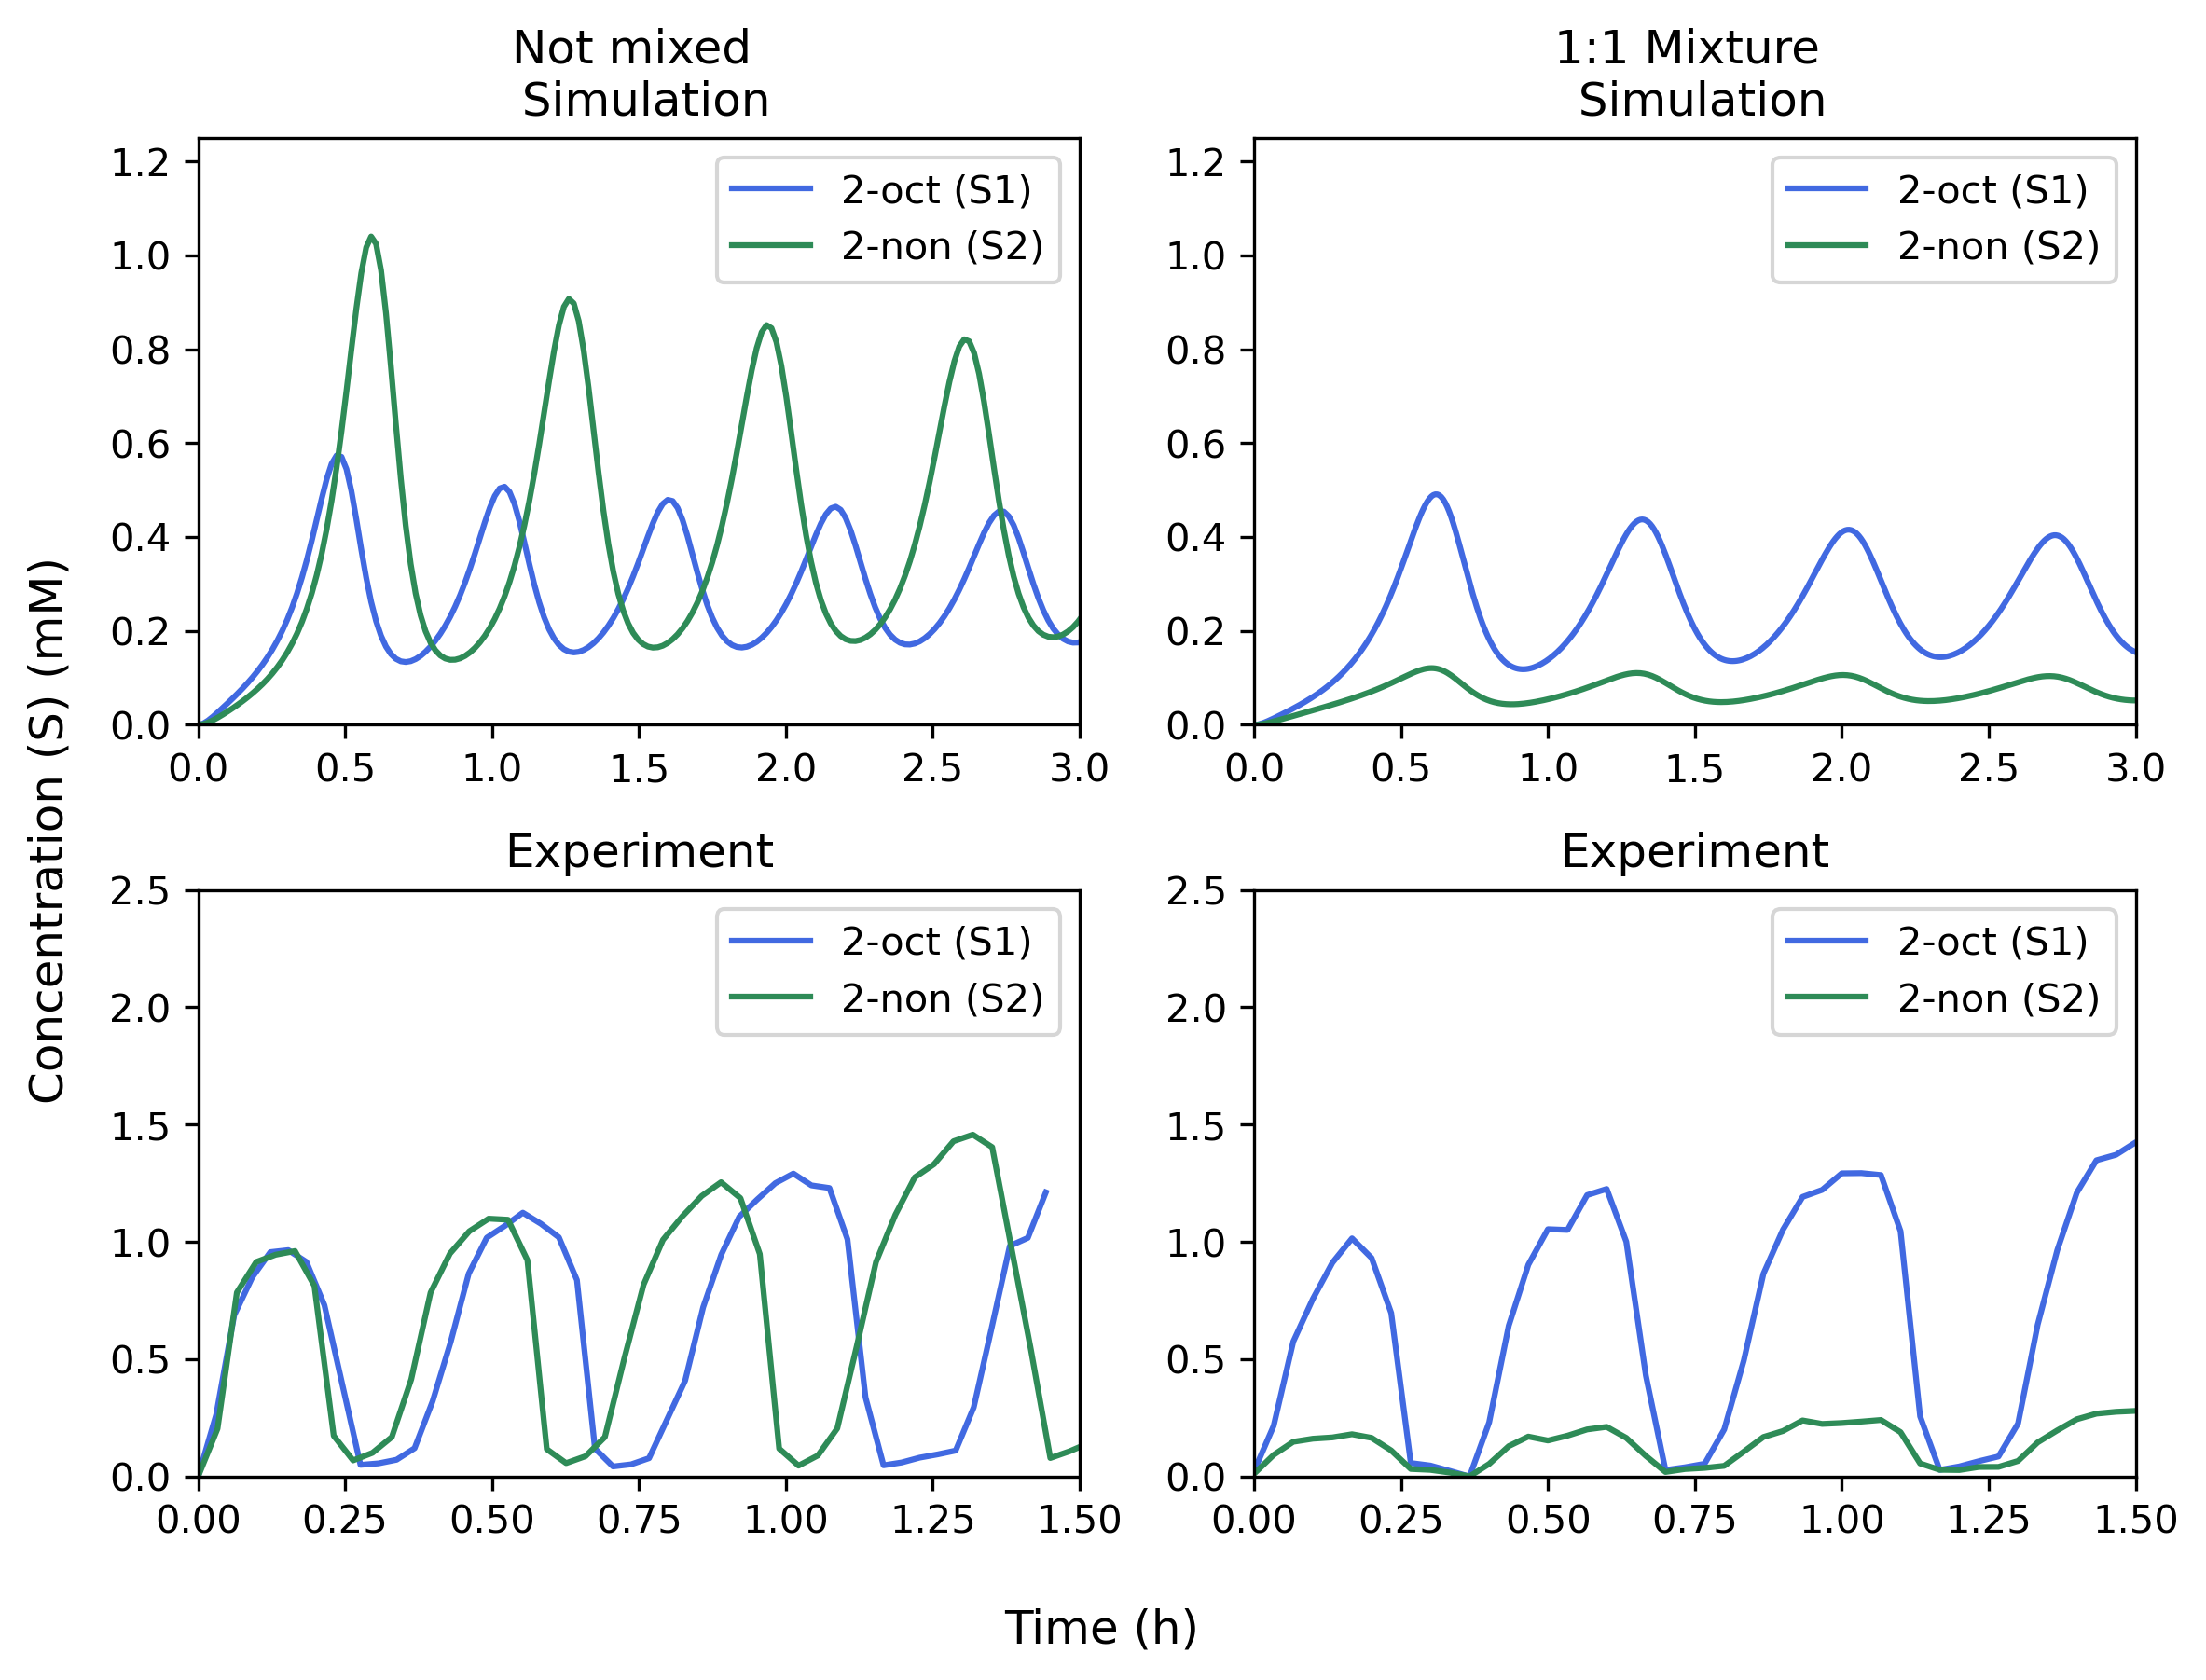 Not mixed
Simulation
1.2
1.0
0.8
0.6
0.4
0.2
0.0
0.0 0.5 1.0 1.5 2.0 2.5 3.0
2-oct (S1)
2-non (S2)
1:1 Mixture
Simulation
1.2
1.0
0.8
0.6
0.4
0.2
0.0
0.0 0.5 1.0 1.5 2.0 2.5 3.0
2-oct (S1)
2-non (S2)
Concentration (S) (mM)
Experiment
2.5
2.0
1.5
1.0
0.5
0.0
0.00 0.25 0.50 0.75 1.00 1.25 1.50
2-oct (S1)
2-non (S2)
Experiment
2.5
2.0
1.5
1.0
0.5
0.0
0.00 0.25 0.50 0.75 1.00 1.25 1.50
2-oct (S1)
2-non (S2)
Time (h)